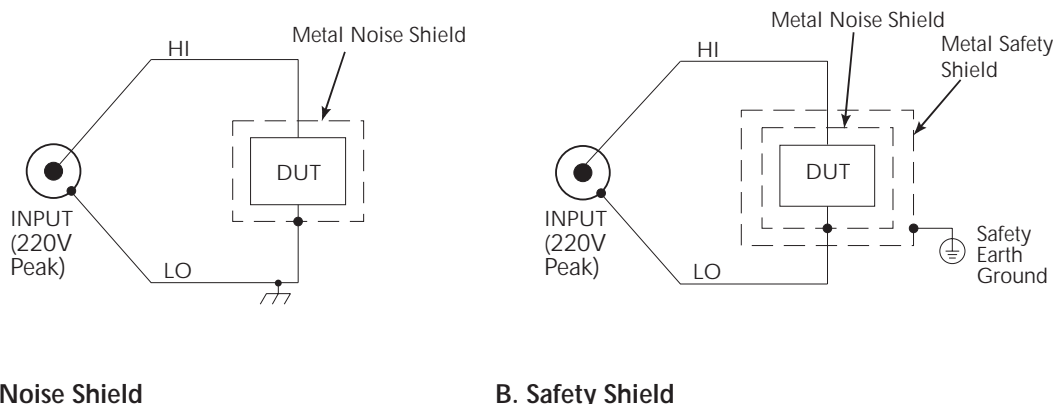 Metal Noise Shield
HI
DUT
INPUT
(220V
Peak)
LO
Noise Shield
Metal Noise Shield
Metal Safety
Shield
HI
DUT
INPUT
(220V
Peak)
LO
Safety
Earth
Ground
B. Safety Shield